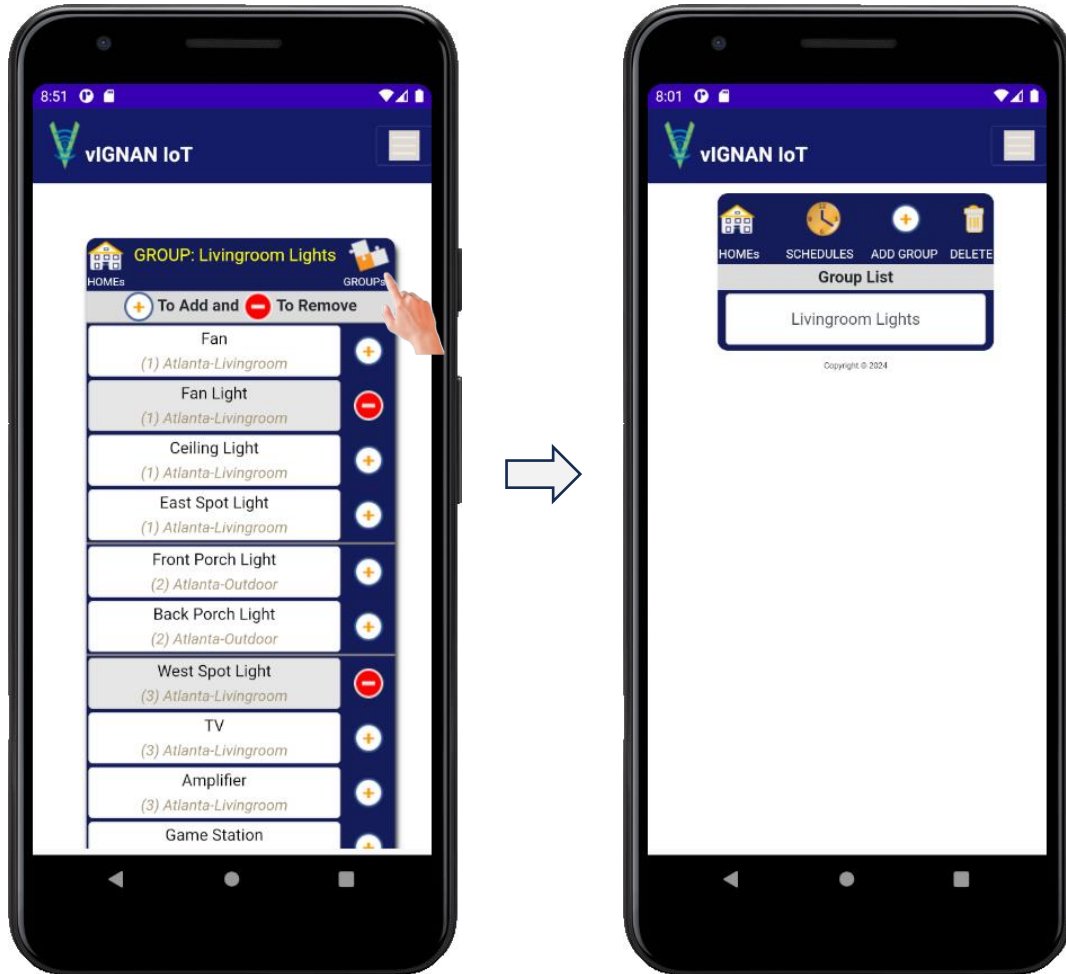 8:51
vIGNAN IoT
GROUP: Livingroom Lights
HOMEs
GROUPs
To Add and To Remove
Fan
(1) Atlanta-Livingroom
Fan Light
(1) Atlanta-Livingroom
Ceiling Light
(1) Atlanta-Livingroom
East Spot Light
(1) Atlanta-Livingroom
Front Porch Light
(2) Atlanta-Outdoor
Back Porch Light
(2) Atlanta-Outdoor
West Spot Light
(3) Atlanta-Livingroom
TV
(3) Atlanta-Livingroom
Amplifier
(3) Atlanta-Livingroom
Game Station
8:01
vIGNAN IoT
HOMEs SCHEDULES ADD GROUP DELETE
Group List
Livingroom Lights
Copyright © 2024